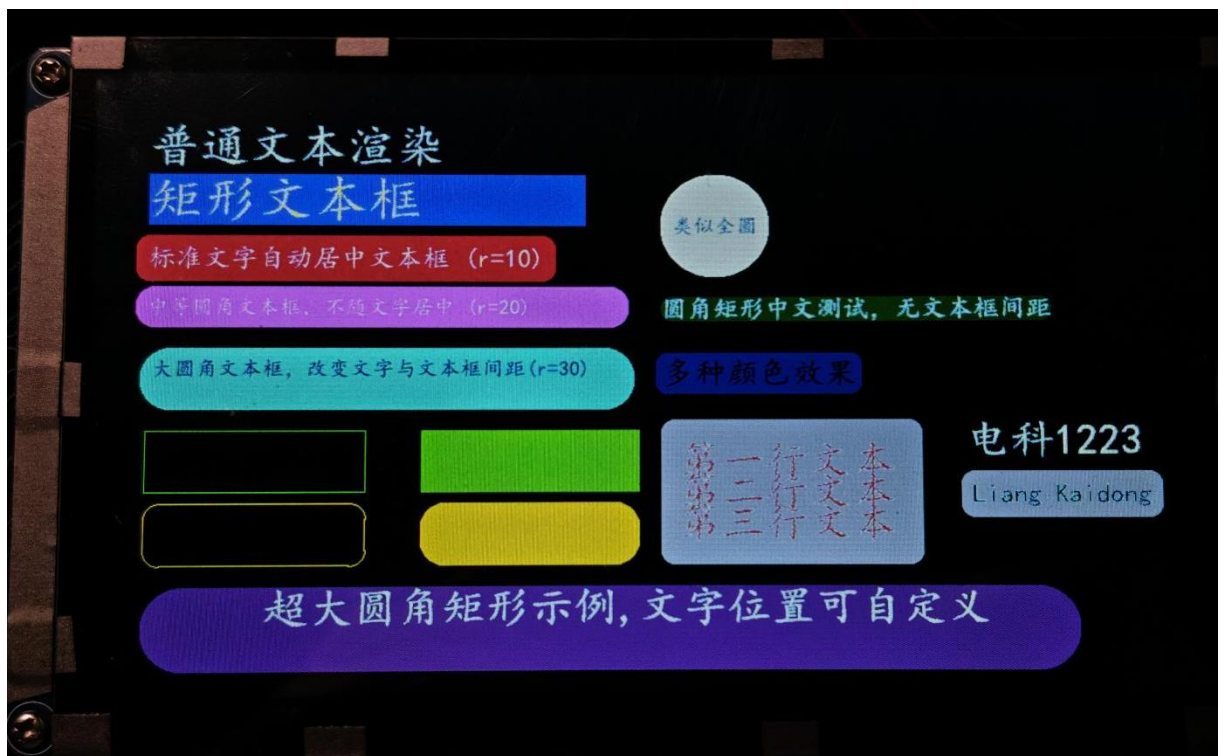 普通文本渲染
矩形文本框
标准文字自动居中文本框 (r=10)
中等圆角文本框, 不随文字居中 (r=20)
大圆角文本框, 改变文字与文本框间距(r=30)
类似全圆
圆角矩形中文测试, 无文本框间距
多种颜色效果
第一行文本
第二行文本
第三行文本
电科1223
Liang Kaidong
超大圆角矩形示例,文字位置可自定义